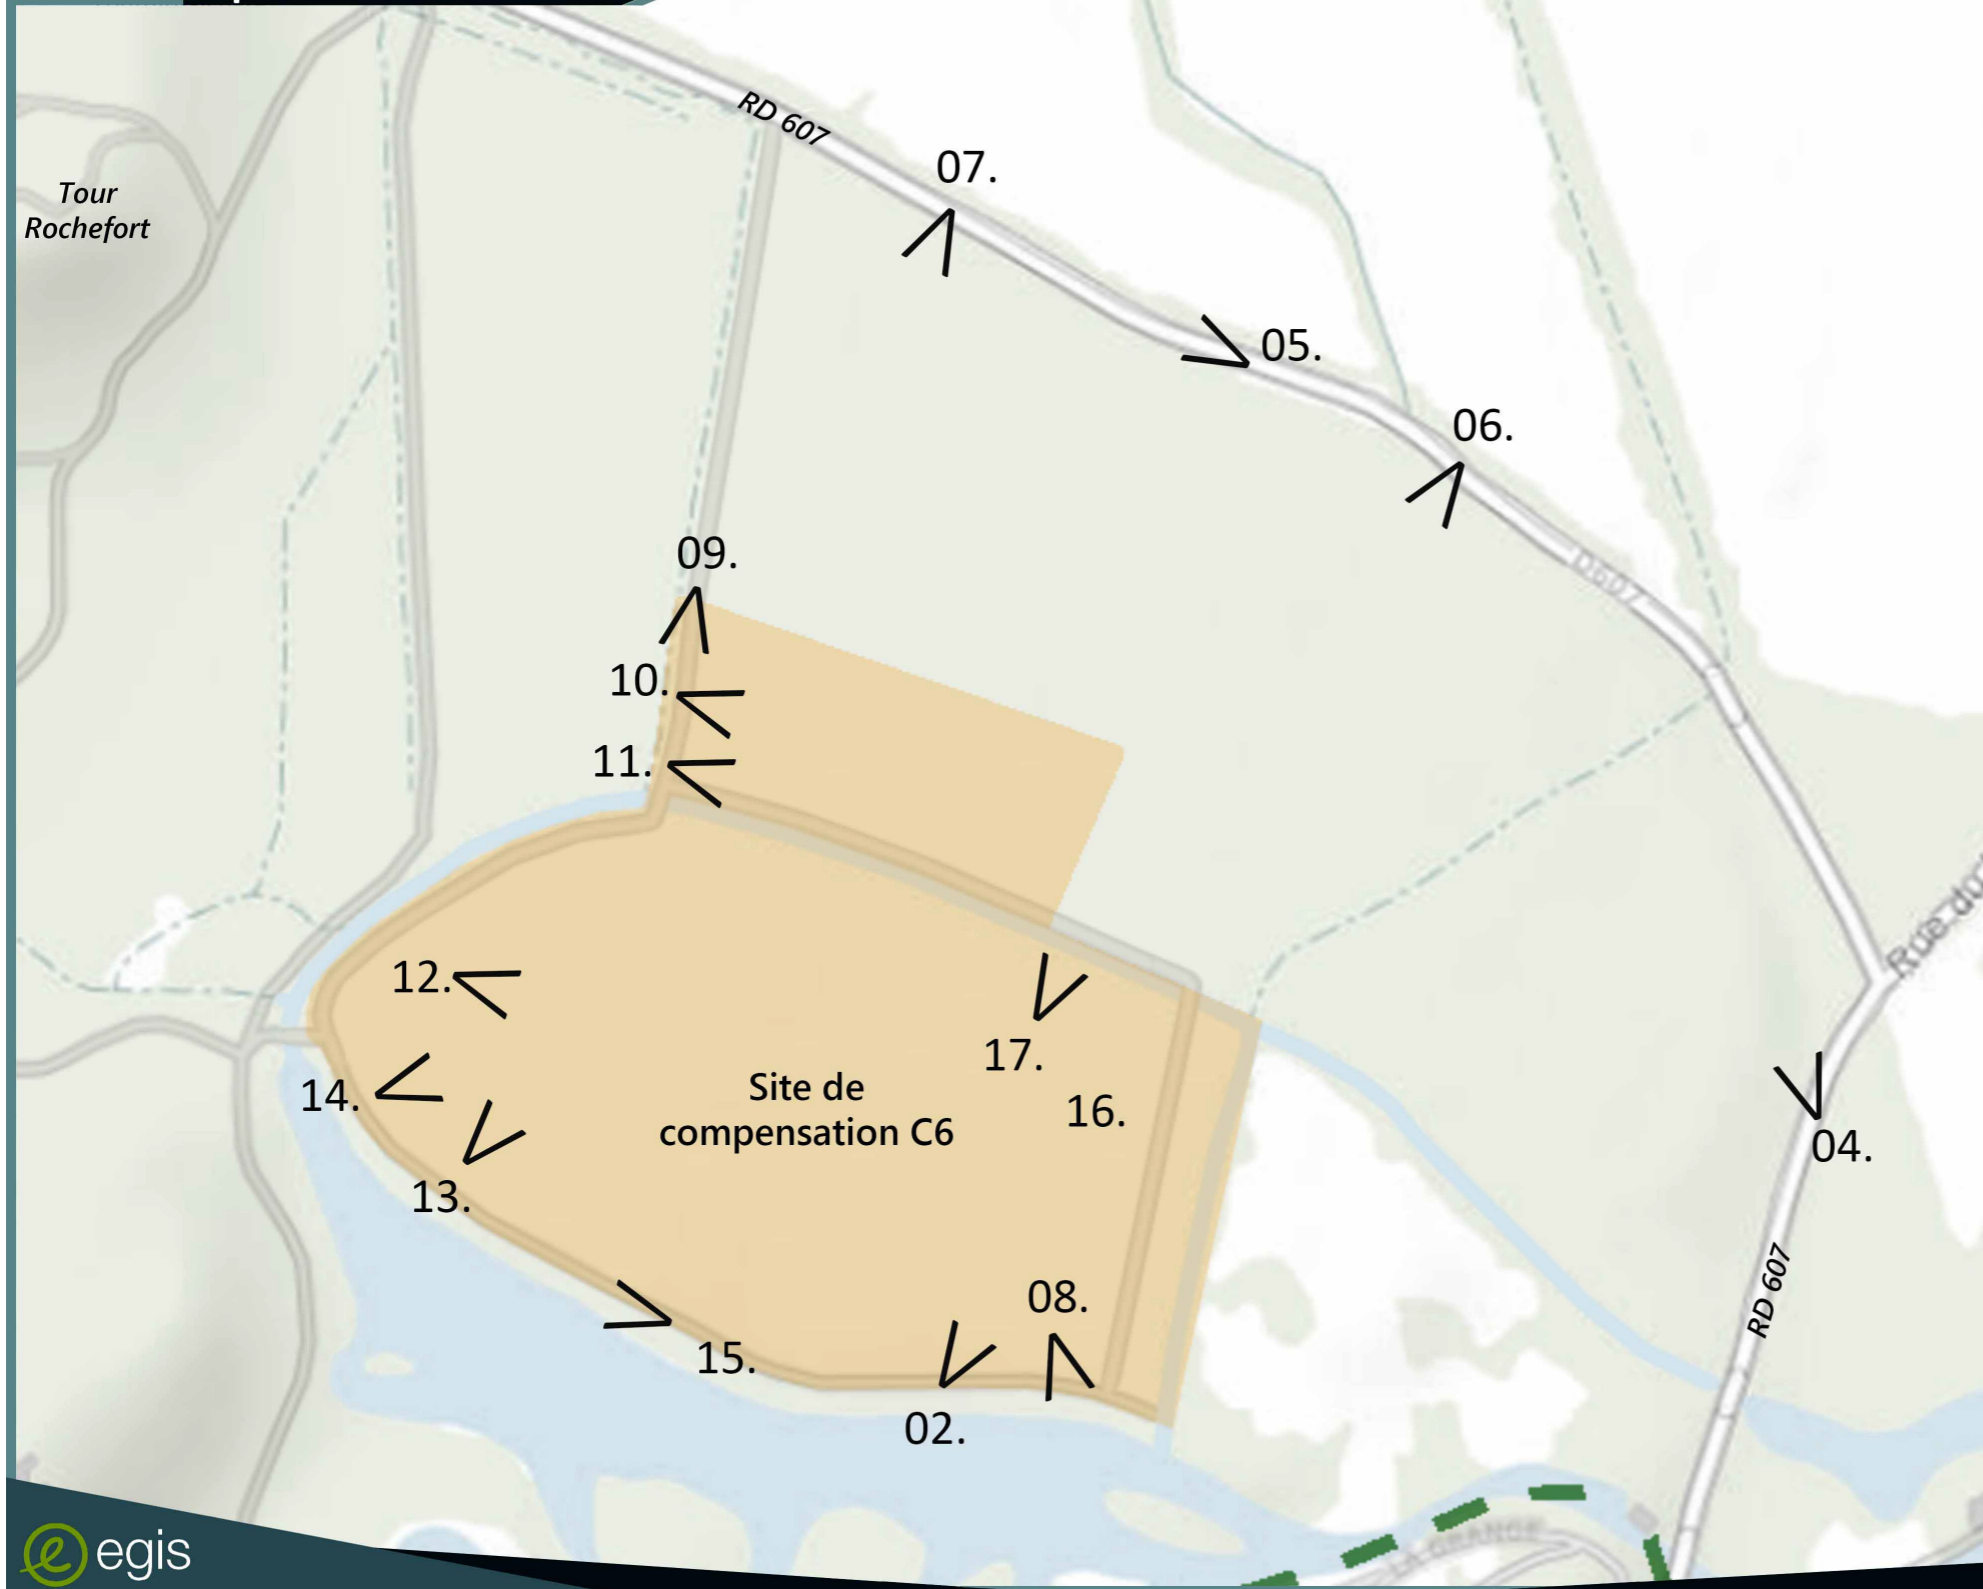 RD 607
07.
Tour
Rochefort
05.
06.
09.
D607
10.
11.
Rue du
12.
17.
Site de
compensation C6
14.
16.
04.
13.
RD 607
08.
15.
02.
GRANGE
egis